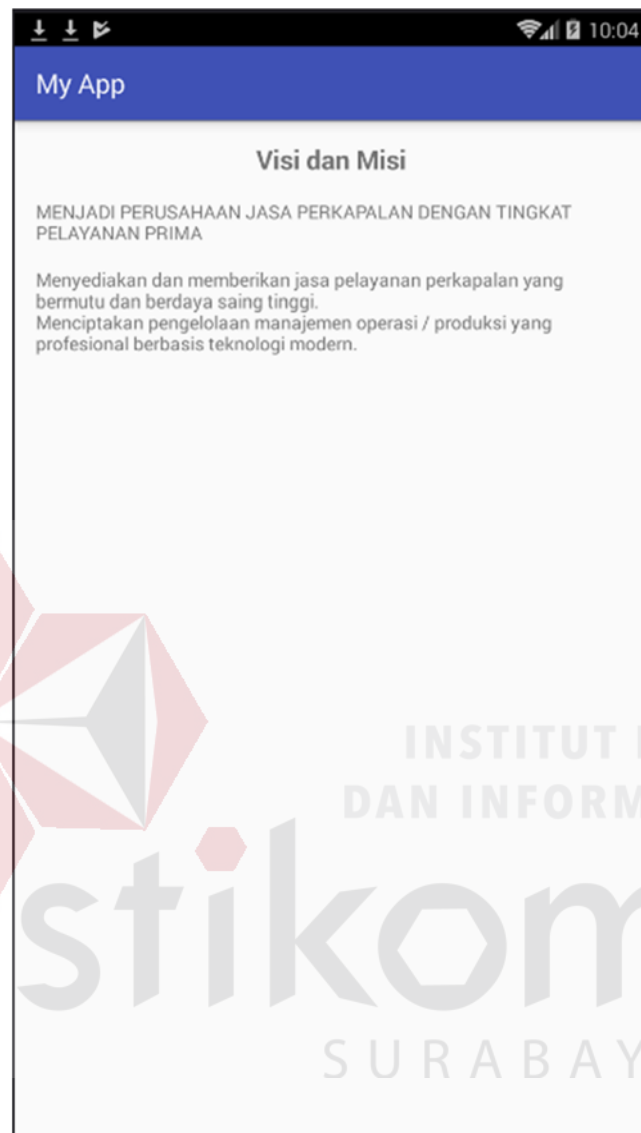 10:04
My App
Visi dan Misi
MENJADI PERUSAHAAN JASA PERKAPALAN DENGAN TINGKAT
PELAYANAN PRIMA
Menyediakan dan memberikan jasa pelayanan perkapalan yang
bermutu dan berdaya saing tinggi.
Menciptakan pengelolaan manajemen operasi / produksi yang
profesional berbasis teknologi modern.
INSTITUT
DAN INFORM
stikom
SURABAY